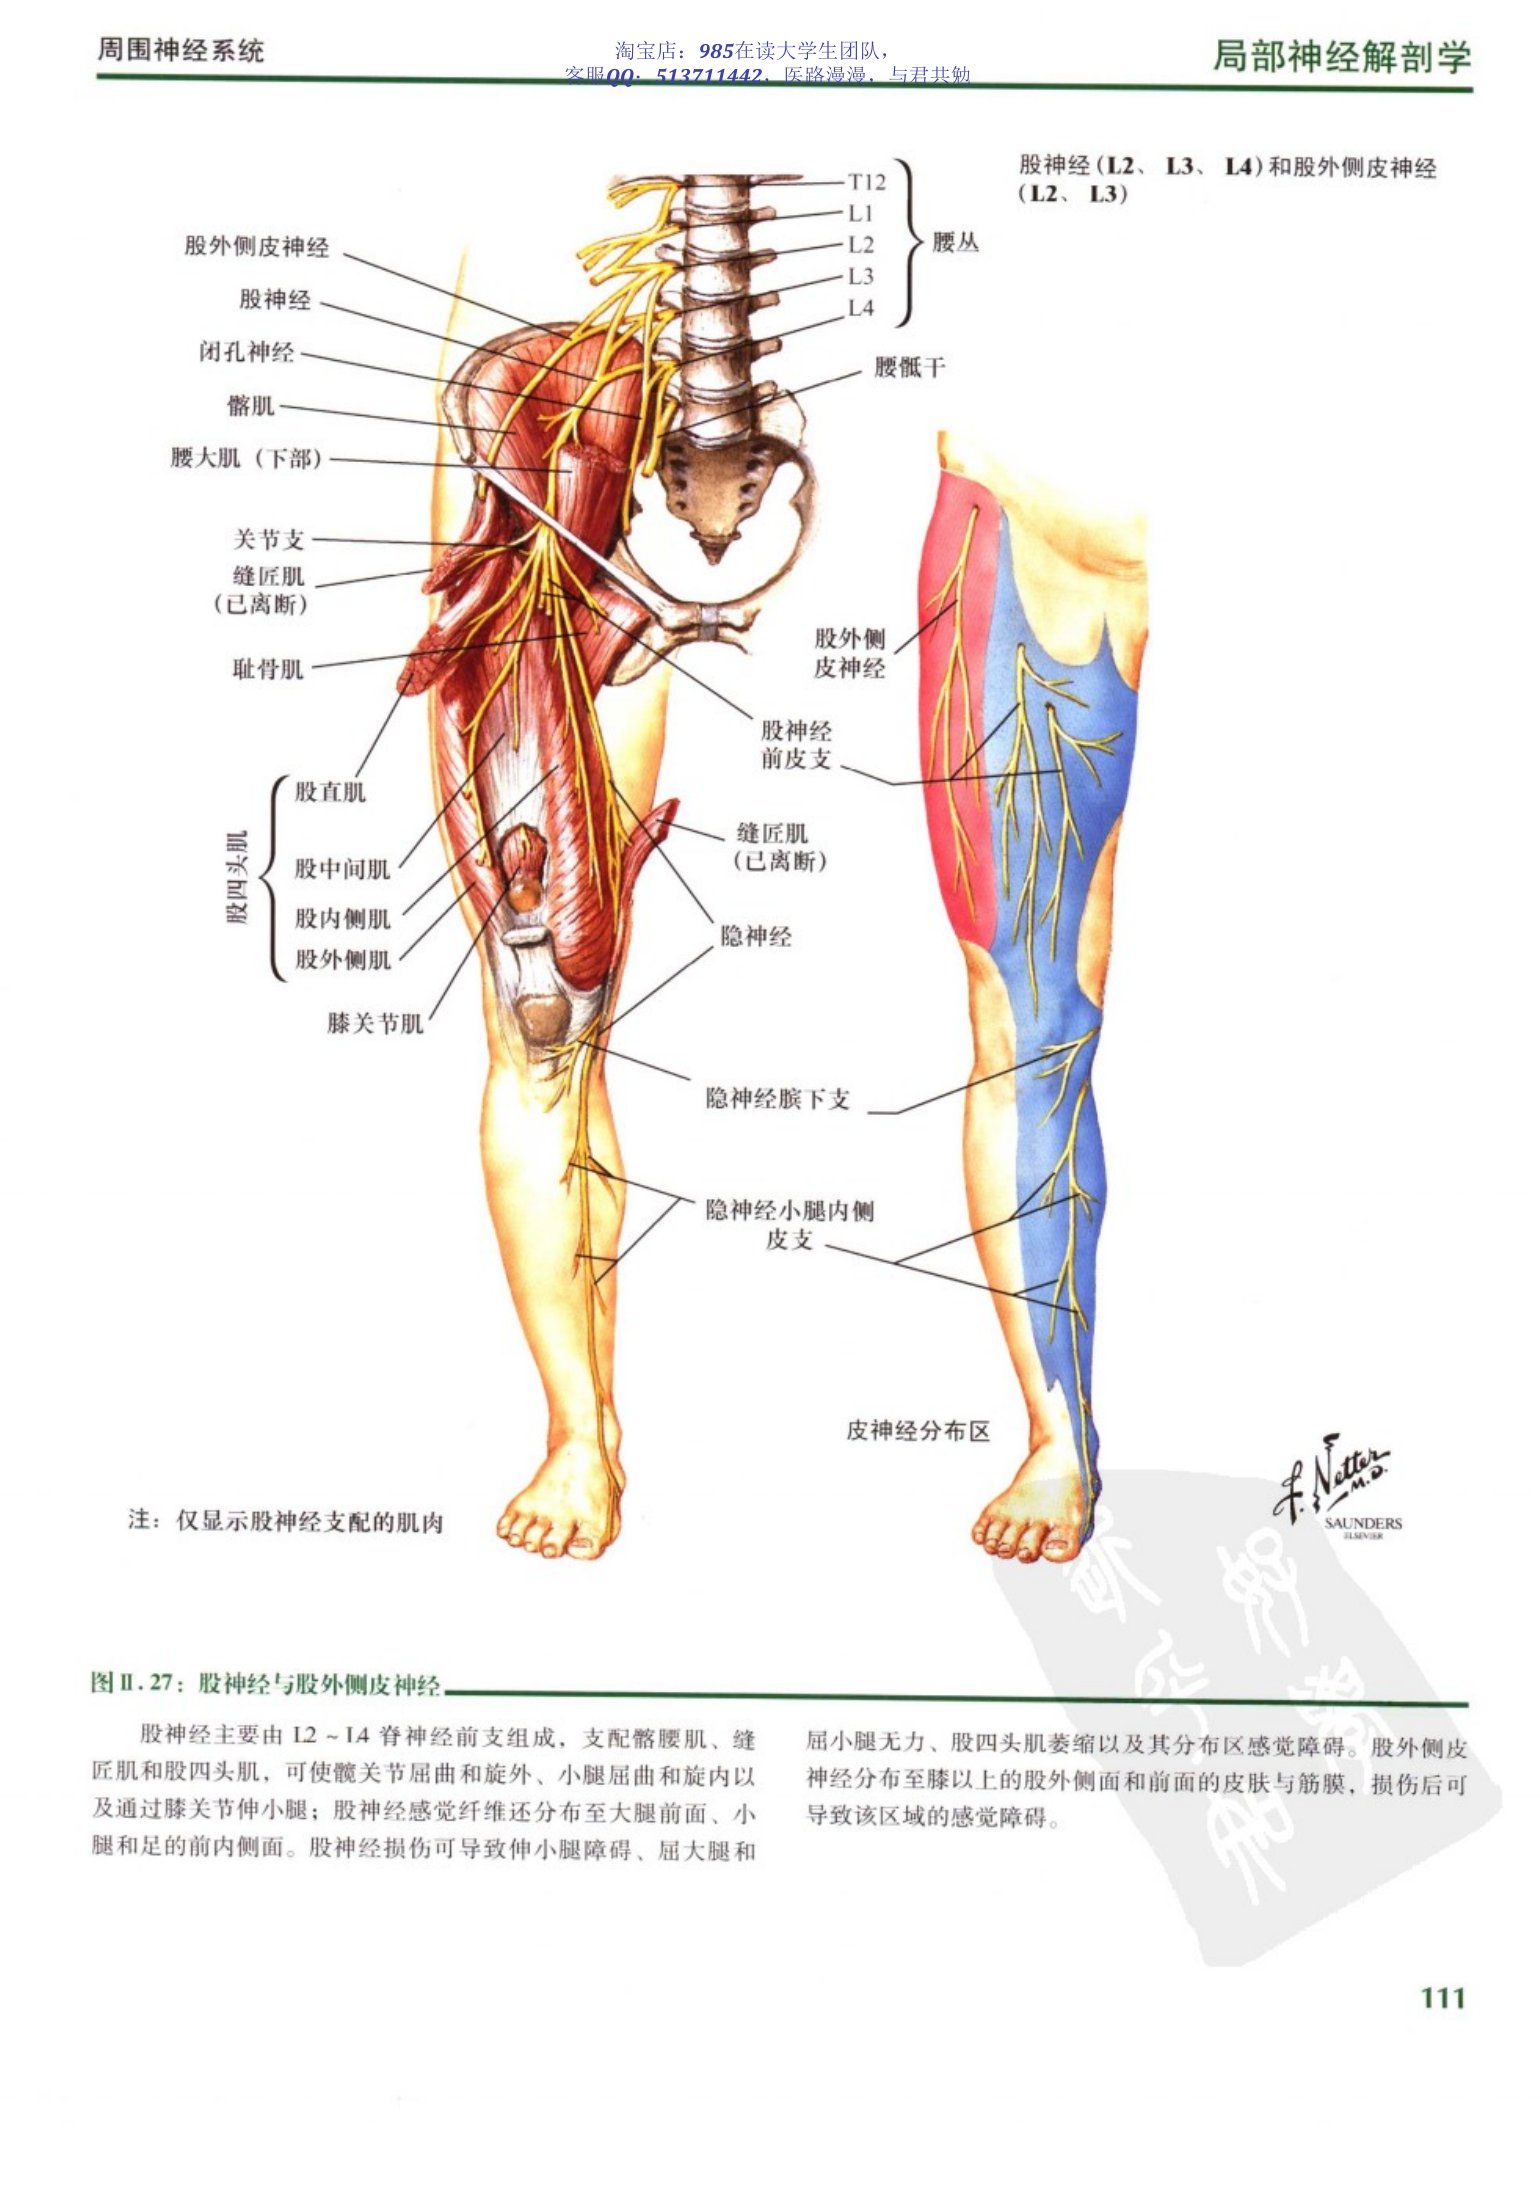 周围神经系统
淘宝店：985在读大学生团队，
客服QQ：513711442，医路漫漫，与君共勉
局部神经解剖学
股神经(L2、 L3、 L4)和股外侧皮神经
(L2、 L3)
T12
L1
L2
L3
L4
腰丛
腰骶干
股外侧皮神经
股神经
闭孔神经
髂肌
腰大肌（下部）
关节支
缝匠肌
（已离断）
耻骨肌
股四头肌
股直肌
股中间肌
股内侧肌
股外侧肌
膝关节肌
股外侧
皮神经
股神经
前皮支
缝匠肌
（已离断）
隐神经
隐神经膑下支
隐神经小腿内侧
皮支
皮神经分布区
注：仅显示股神经支配的肌肉
F. Netter
M.D.
SAUNDERS
ELSEVIER
图Ⅱ.27：股神经与股外侧皮神经
股神经主要由 L2 ~ L4 脊神经前支组成，支配髂腰肌、缝
匠肌和股四头肌，可使髋关节屈曲和旋外、小腿屈曲和旋内以
及通过膝关节伸小腿；股神经感觉纤维还分布至大腿前面、小
腿和足的前内侧面。股神经损伤可导致伸小腿障碍、屈大腿和
屈小腿无力、股四头肌萎缩以及其分布区感觉障碍。股外侧皮
神经分布至膝以上的股外侧面和前面的皮肤与筋膜，损伤后可
导致该区域的感觉障碍。
111